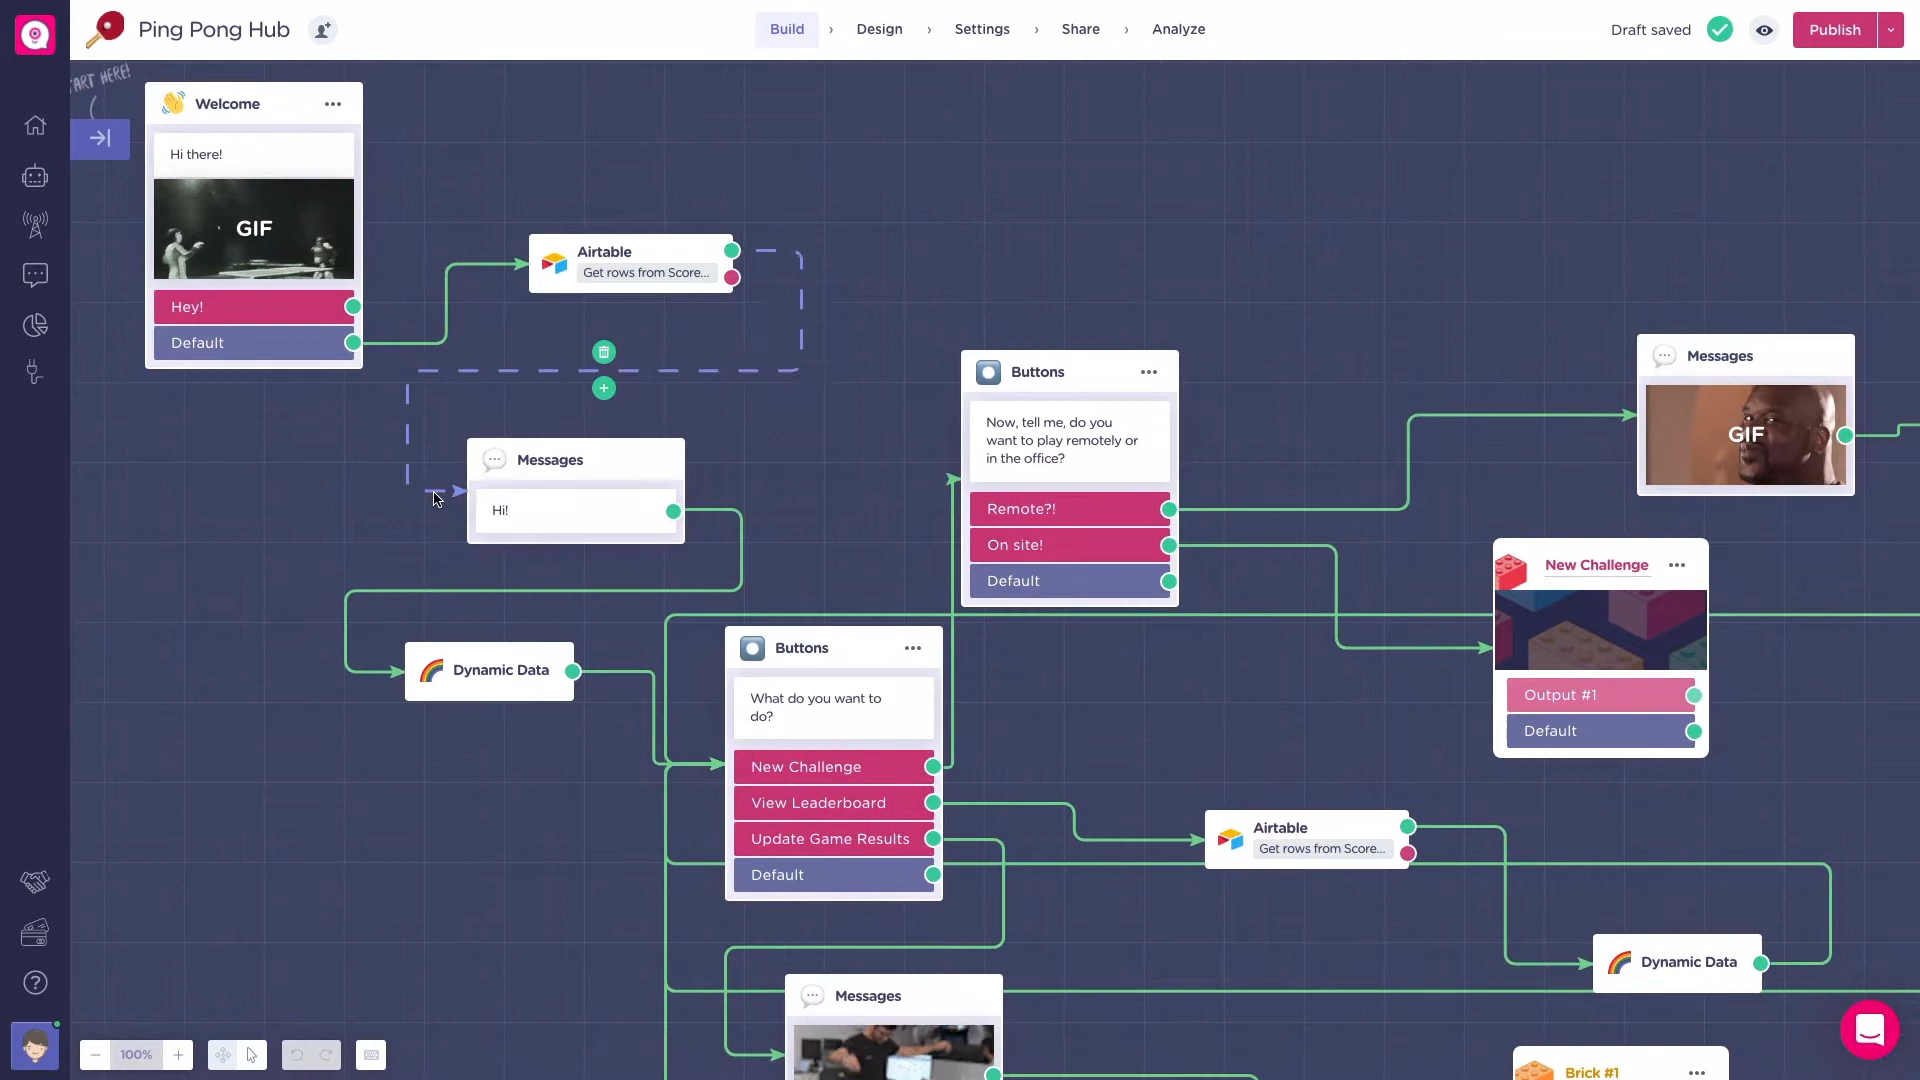 Ping Pong Hub
Build
Design
Settings
Share
Analyze
Draft saved
Publish
START HERE!
Welcome
Hi there!
GIF
Hey!
Default
Airtable
Get rows from Score...
Messages
Hi!
Dynamic Data
Buttons
Now, tell me, do you
want to play remotely or
in the office?
Remote?!
On site!
Default
Messages
GIF
New Challenge
Output #1
Default
Buttons
What do you want to
do?
New Challenge
View Leaderboard
Update Game Results
Default
Airtable
Get rows from Score...
Dynamic Data
Messages
Brick #1
100%